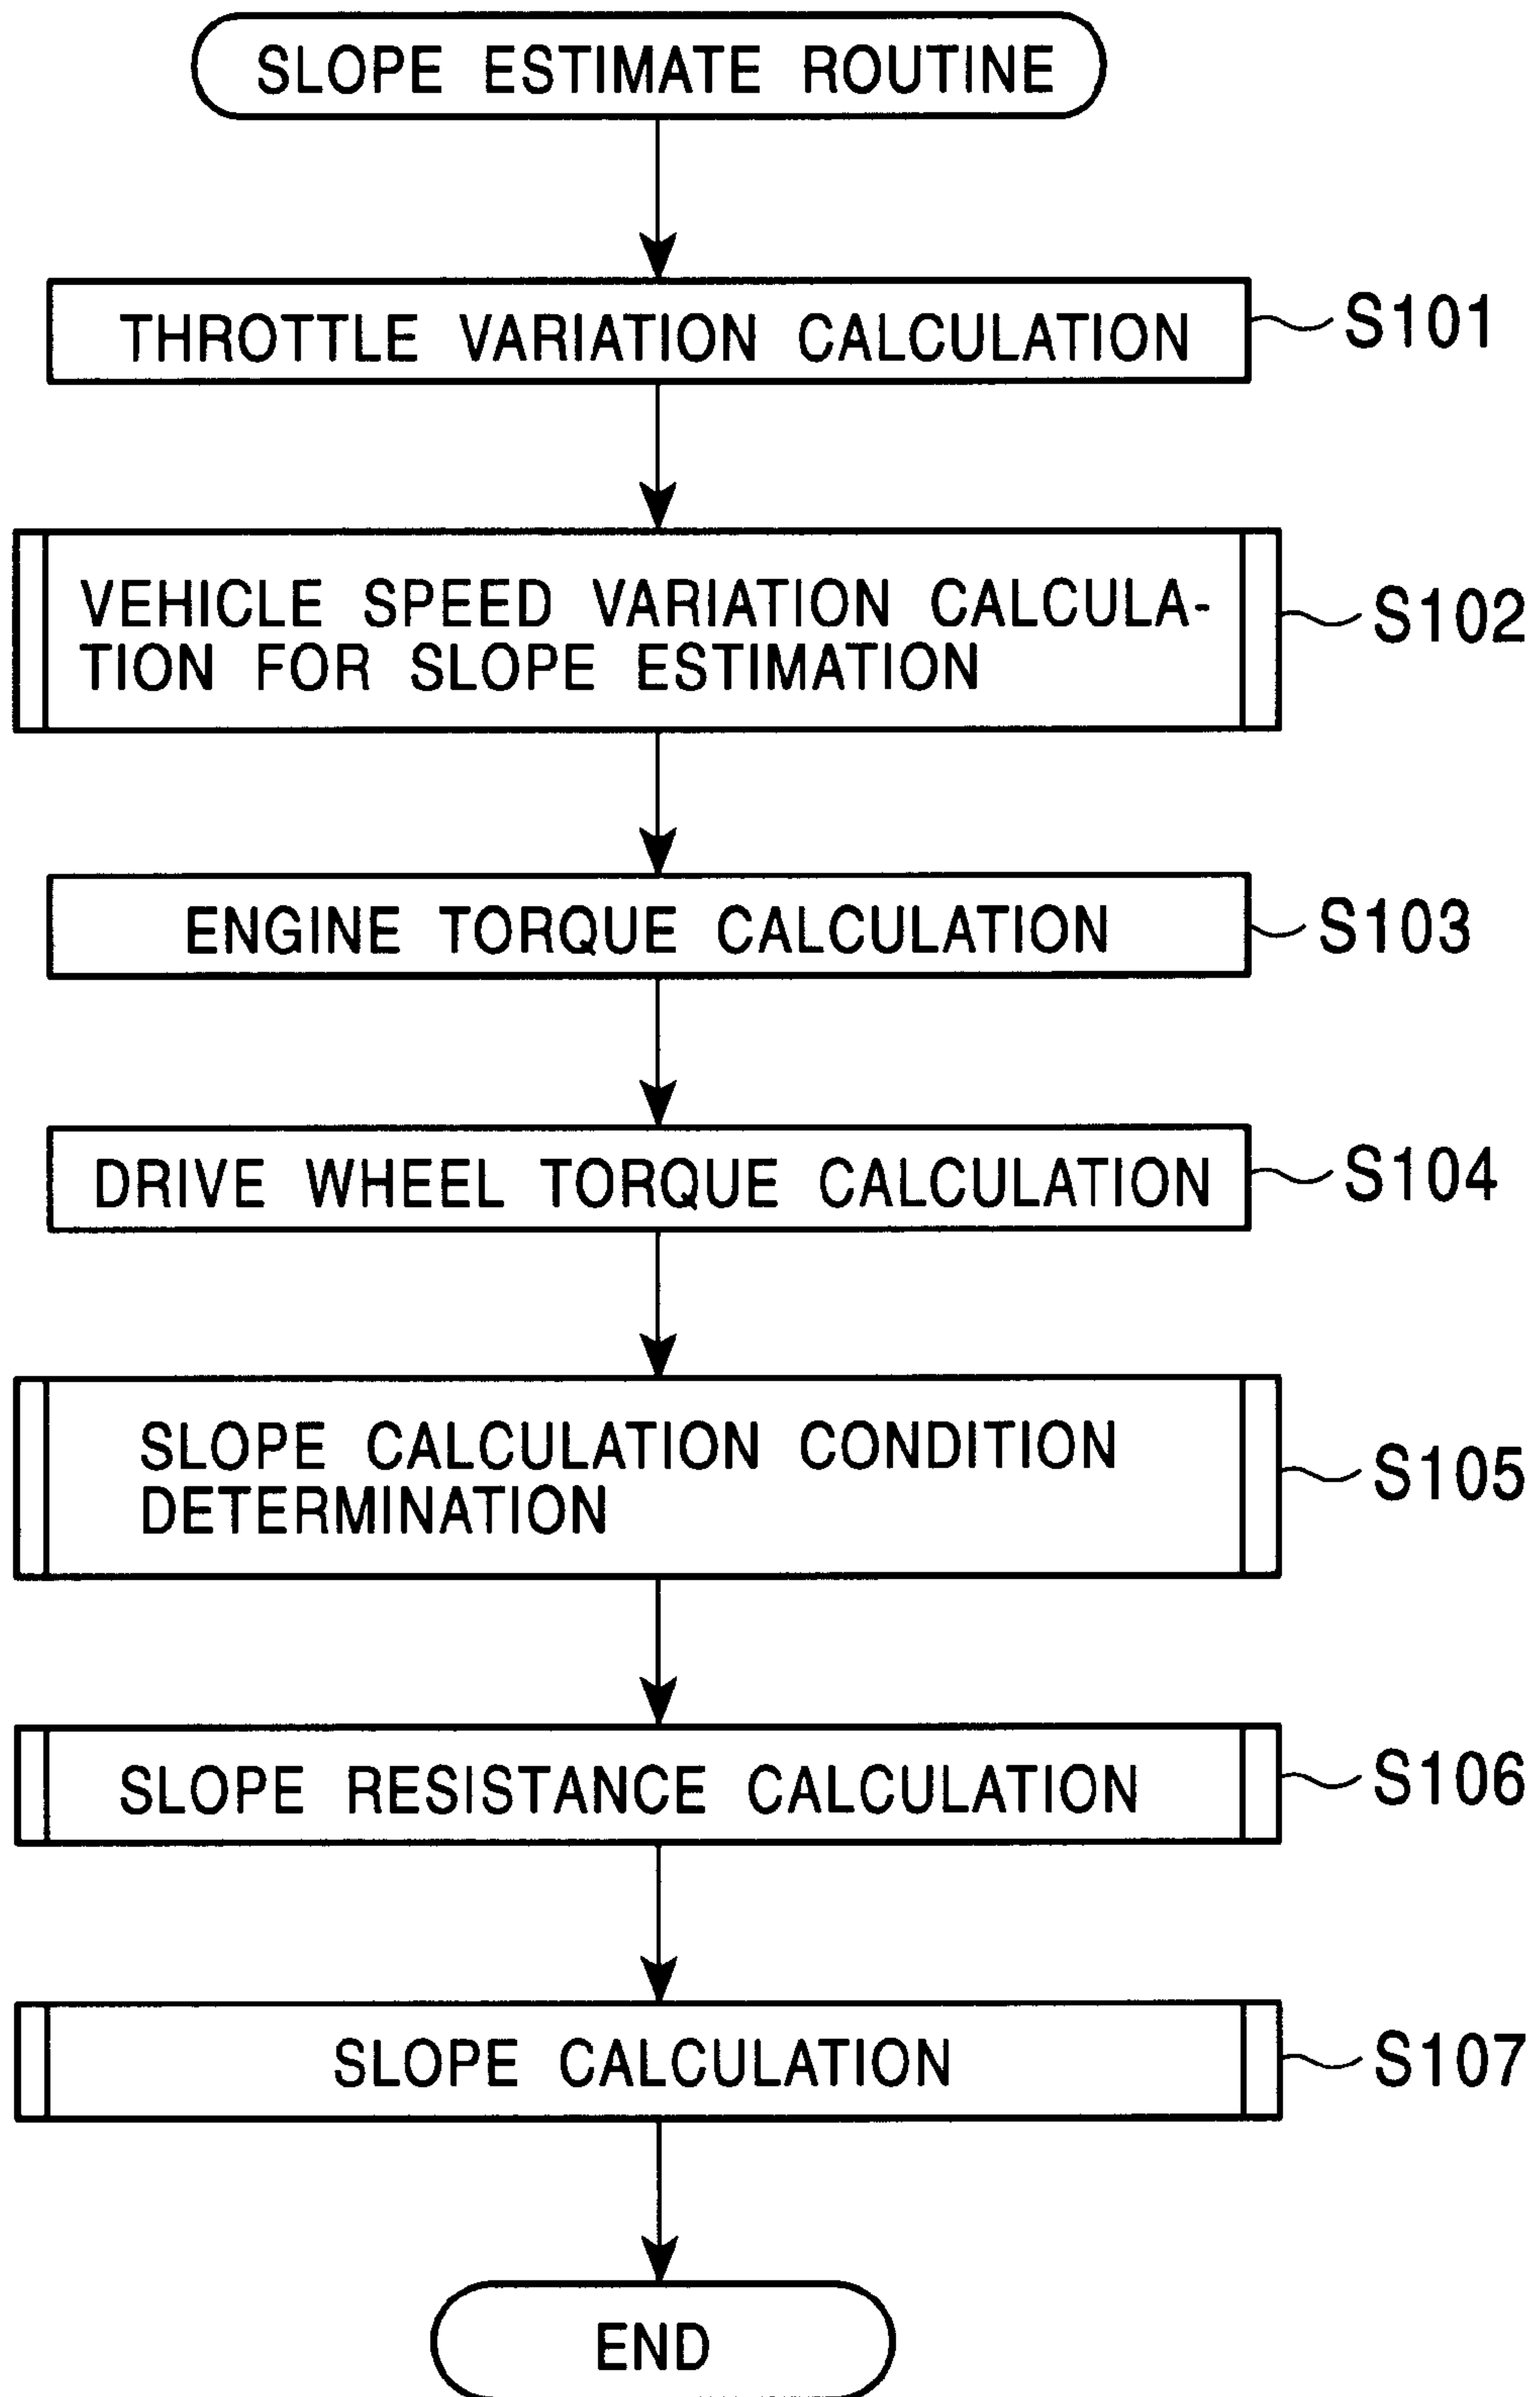 SLOPE ESTIMATE ROUTINE
THROTTLE VARIATION CALCULATION
S101
VEHICLE SPEED VARIATION CALCULA-
TION FOR SLOPE ESTIMATION
S102
ENGINE TORQUE CALCULATION
S103
DRIVE WHEEL TORQUE CALCULATION
S104
SLOPE CALCULATION CONDITION
DETERMINATION
S105
SLOPE RESISTANCE CALCULATION
S106
SLOPE CALCULATION
S107
END